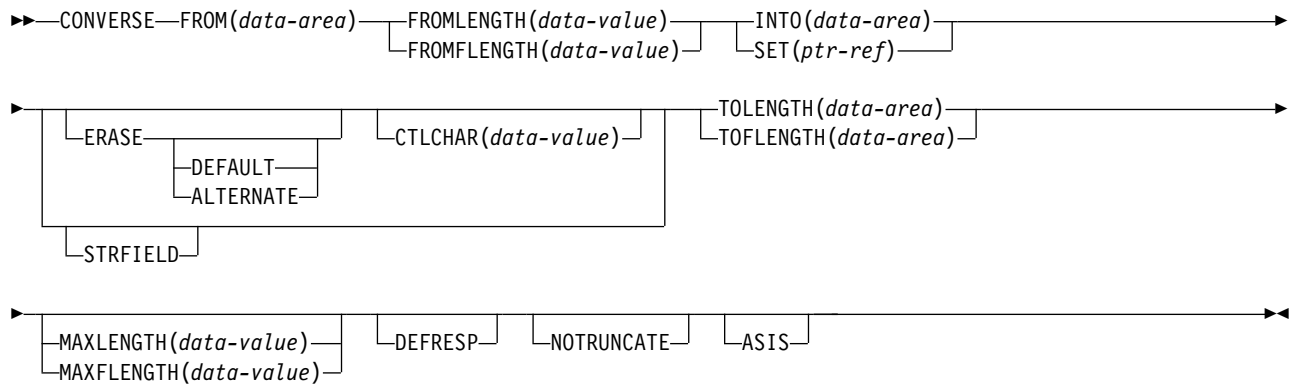 CONVERSE FROM(data-area) FROMLENGTH(data-value) INTO(data-area)
FROMFLENGTH(data-value) SET(ptr-ref)
TOLENGTH(data-area)
ERASE CTLCHAR(data-value) TOFLENGTH(data-area)
DEFAULT
ALTERNATE
STRFIELD
MAXLENGTH(data-value) DEFRESP NOTRUNCATE ASIS
MAXFLENGTH(data-value)